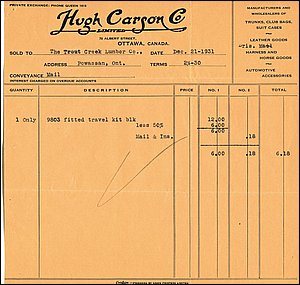 PRIVATE EXCHANGE: PHONE QUEEN
Hugh Carson Co
LIMITED
72 ALBERT STREET,
OTTAWA, CANADA.
MANUFACTURERS AND
WHOLESALERS OF
TRUNKS, CLUB BAGS,
SUIT CASES
LEATHER GOODS
HARNESS AND
HORSE GOODS
AUTOMOTIVE
ACCESSORIES
SOLD TO The Trout Creek Lumber Co., DATE Dec. 21-1931
ADDRESS Powassan, Ont. TERMS 2%-30
CONVEYANCE Mail
INTEREST CHARGED ON OVERDUE ACCOUNTS
QUANTITY DESCRIPTION PRICE NO. 1 NO. 2 TOTAL
1 Only 9803 fitted travel kit blk 12.00
less 50% 6.00
6.00
Mail & Ins. .18
6.00 .18 6.18